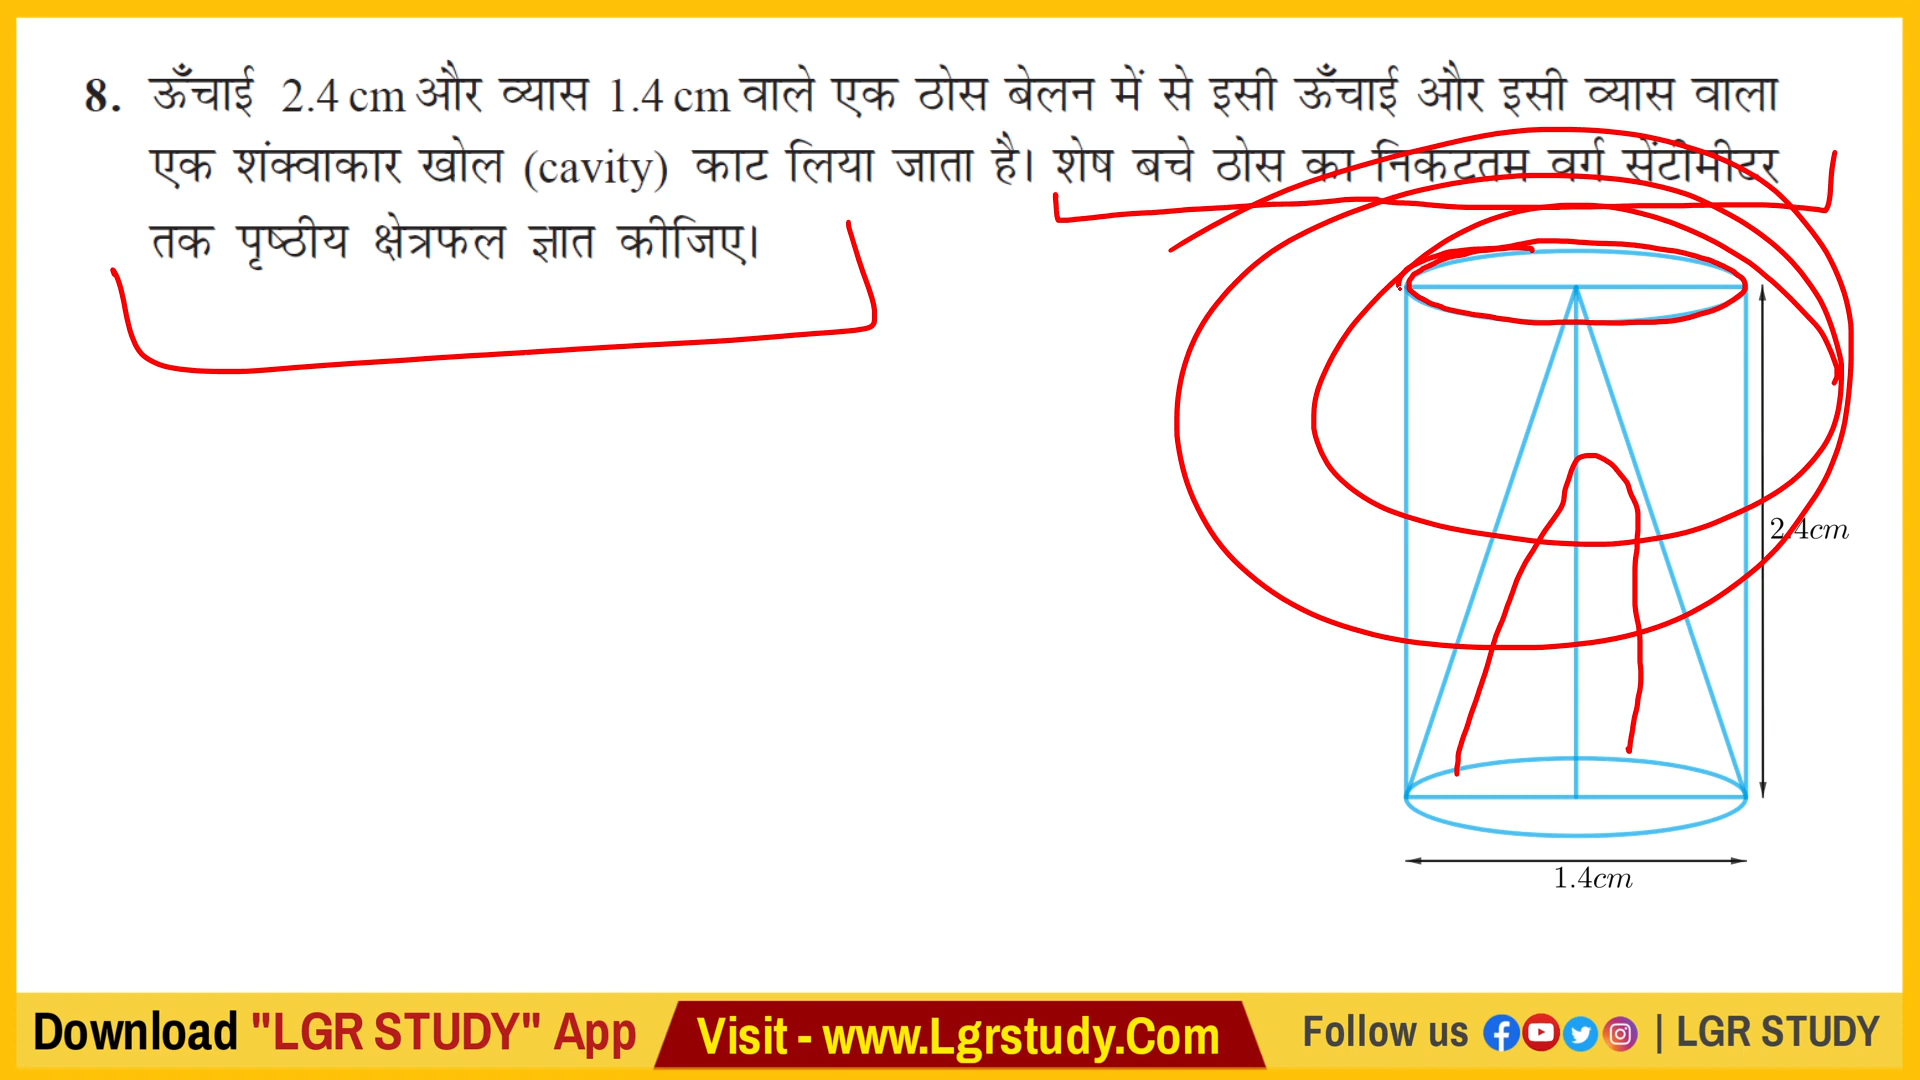 8. ऊँचाई 2.4 cm और व्यास 1.4 cm वाले एक ठोस बेलन में से इसी ऊँचाई और इसी व्यास वाला
एक शंक्वाकार खोल (cavity) काट लिया जाता है। शेष बचे ठोस का निकटतम वर्ग सेंटीमीटर
तक पृष्ठीय क्षेत्रफल ज्ञात कीजिए।
2.4cm
1.4cm
Download "LGR STUDY" App
Visit - www.Lgrstudy.Com
Follow us | LGR STUDY